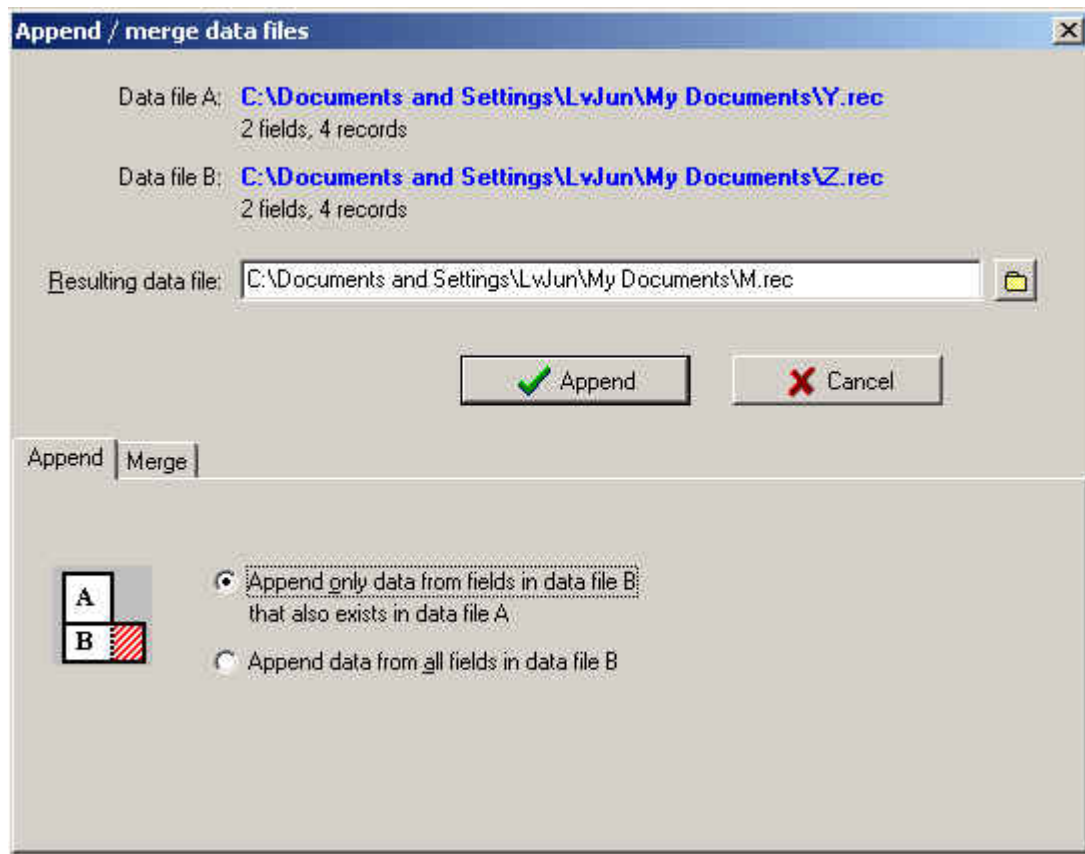 Append / merge data files
Data file A: C:\Documents and Settings\LvJun\My Documents\Y.rec
2 fields, 4 records
Data file B: C:\Documents and Settings\LvJun\My Documents\Z.rec
2 fields, 4 records
Resulting data file: C:\Documents and Settings\LvJun\My Documents\M.rec
Append Cancel
Append Merge
A
B
Append only data from fields in data file B
that also exists in data file A
Append data from all fields in data file B